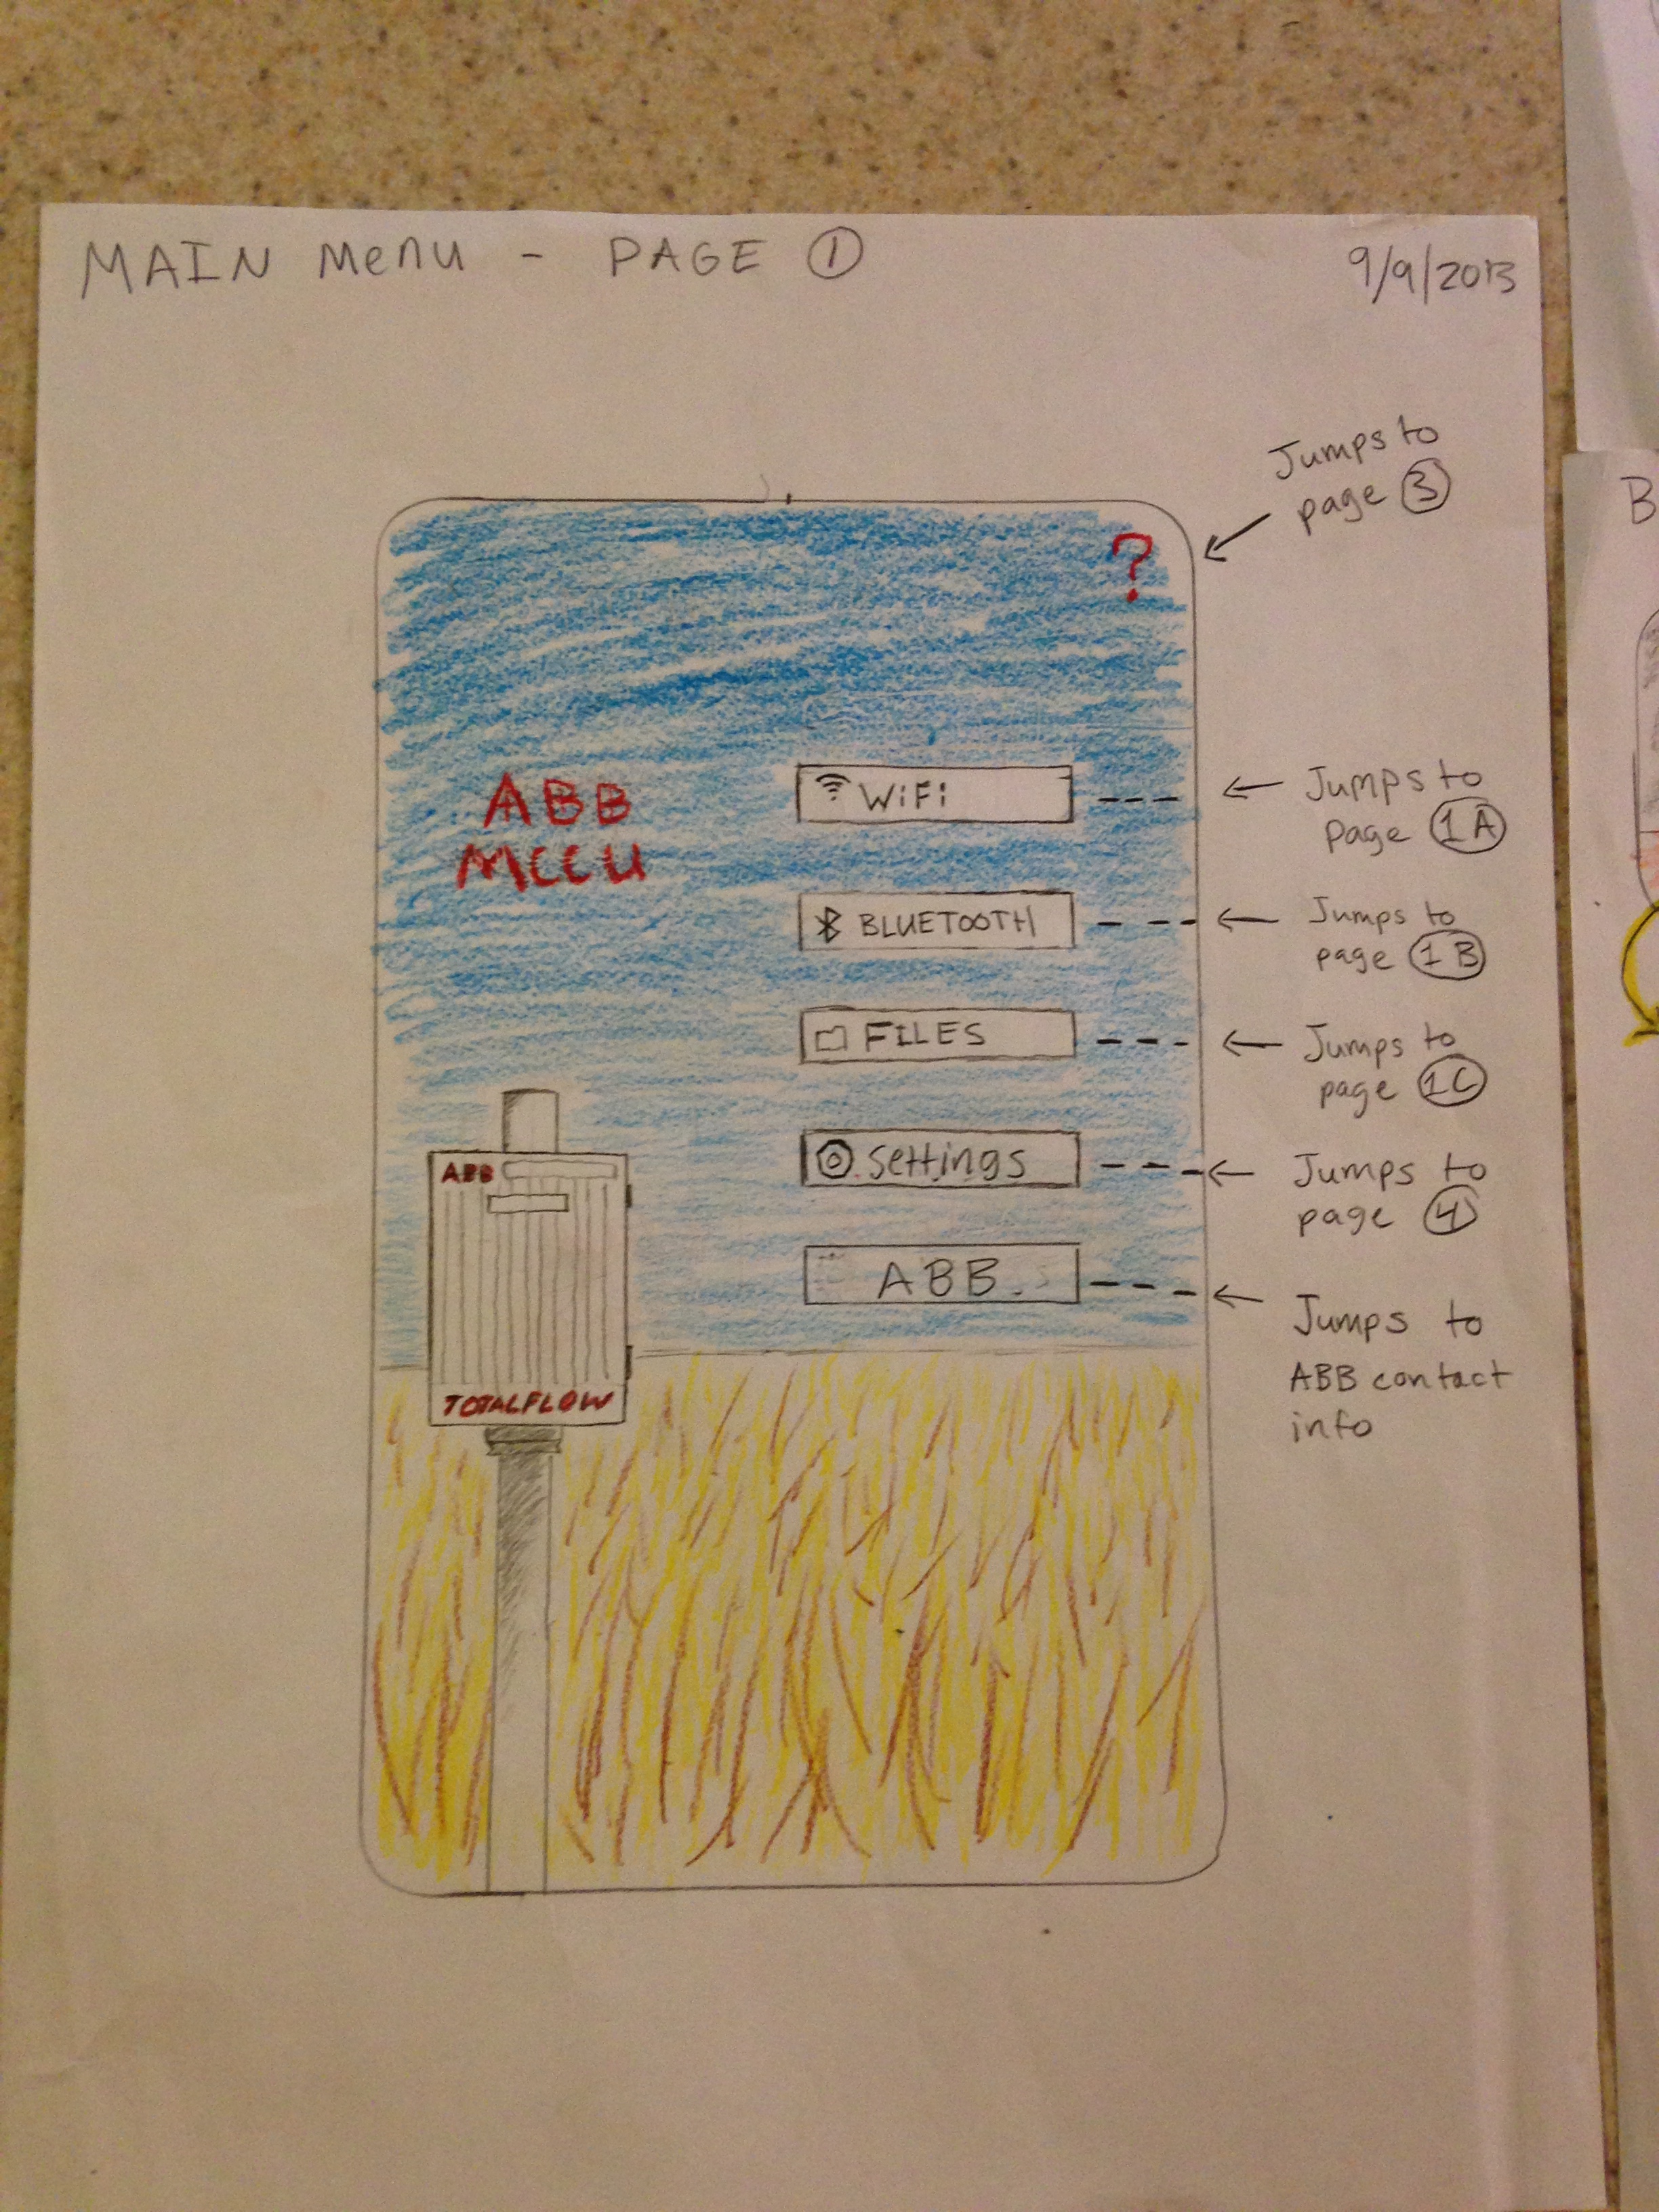 MAIN Menu - PAGE 1
9/9/2013
Jumps to
page 3
?
ABB
MCCU
WiFi
Jumps to
page 1A
BLUETOOTH
Jumps to
page 1B
FILES
Jumps to
page 1C
Settings
Jumps to
page 4
ABB
Jumps to
ABB contact
info
ABB
TOTALFLOW
B